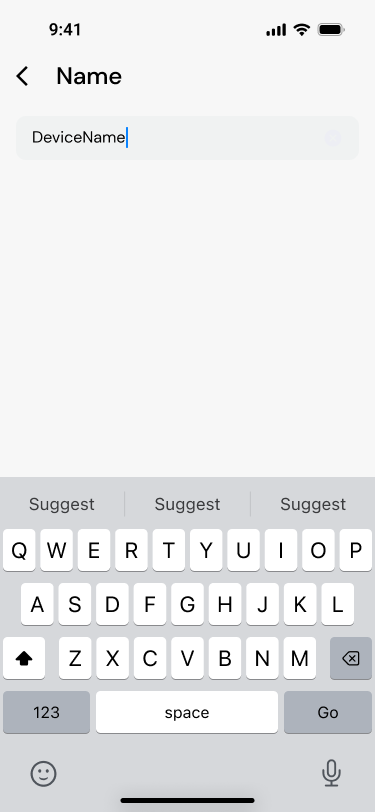 9:41
Name
DeviceName
Suggest Suggest Suggest
Q W E R T Y U I O P
A S D F G H J K L
Z X C V B N M
123 space Go